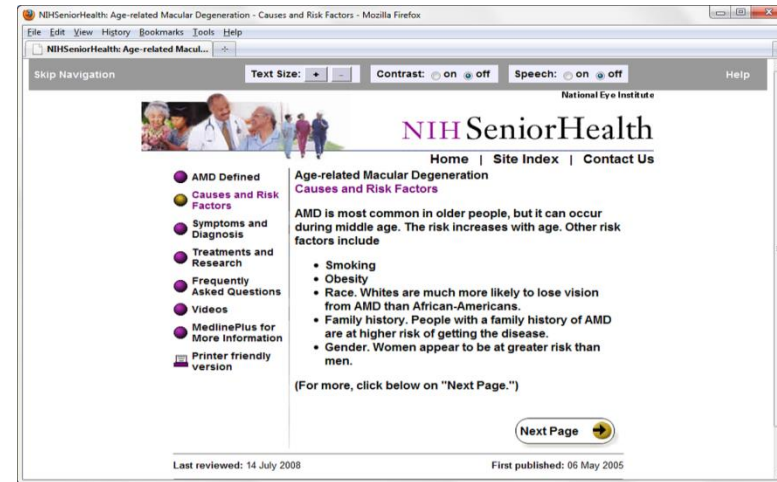 NIHSeniorHealth: Age-related Macular Degeneration - Causes and Risk Factors - Mozilla Firefox
File Edit View History Bookmarks Tools Help
NIHSeniorHealth: Age-related Macul...
Skip Navigation Text Size: + - Contrast: on off Speech: on off Help
National Eye Institute
NIH SeniorHealth
Home | Site Index | Contact Us
AMD Defined
Causes and Risk
Factors
Symptoms and
Diagnosis
Treatments and
Research
Frequently
Asked Questions
Videos
MedlinePlus for
More Information
Printer friendly
version
Age-related Macular Degeneration
Causes and Risk Factors
AMD is most common in older people, but it can occur
during middle age. The risk increases with age. Other risk
factors include
• Smoking
• Obesity
• Race. Whites are much more likely to lose vision
from AMD than African-Americans.
• Family history. People with a family history of AMD
are at higher risk of getting the disease.
• Gender. Women appear to be at greater risk than
men.
(For more, click below on "Next Page.")
Next Page
Last reviewed: 14 July 2008 First published: 06 May 2005